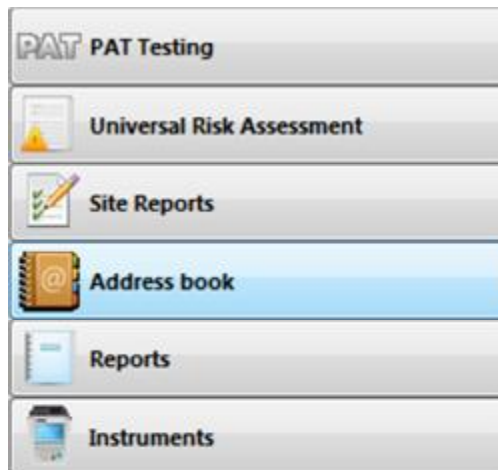 PAT PAT Testing
Universal Risk Assessment
Site Reports
@ Address book
Reports
Instruments